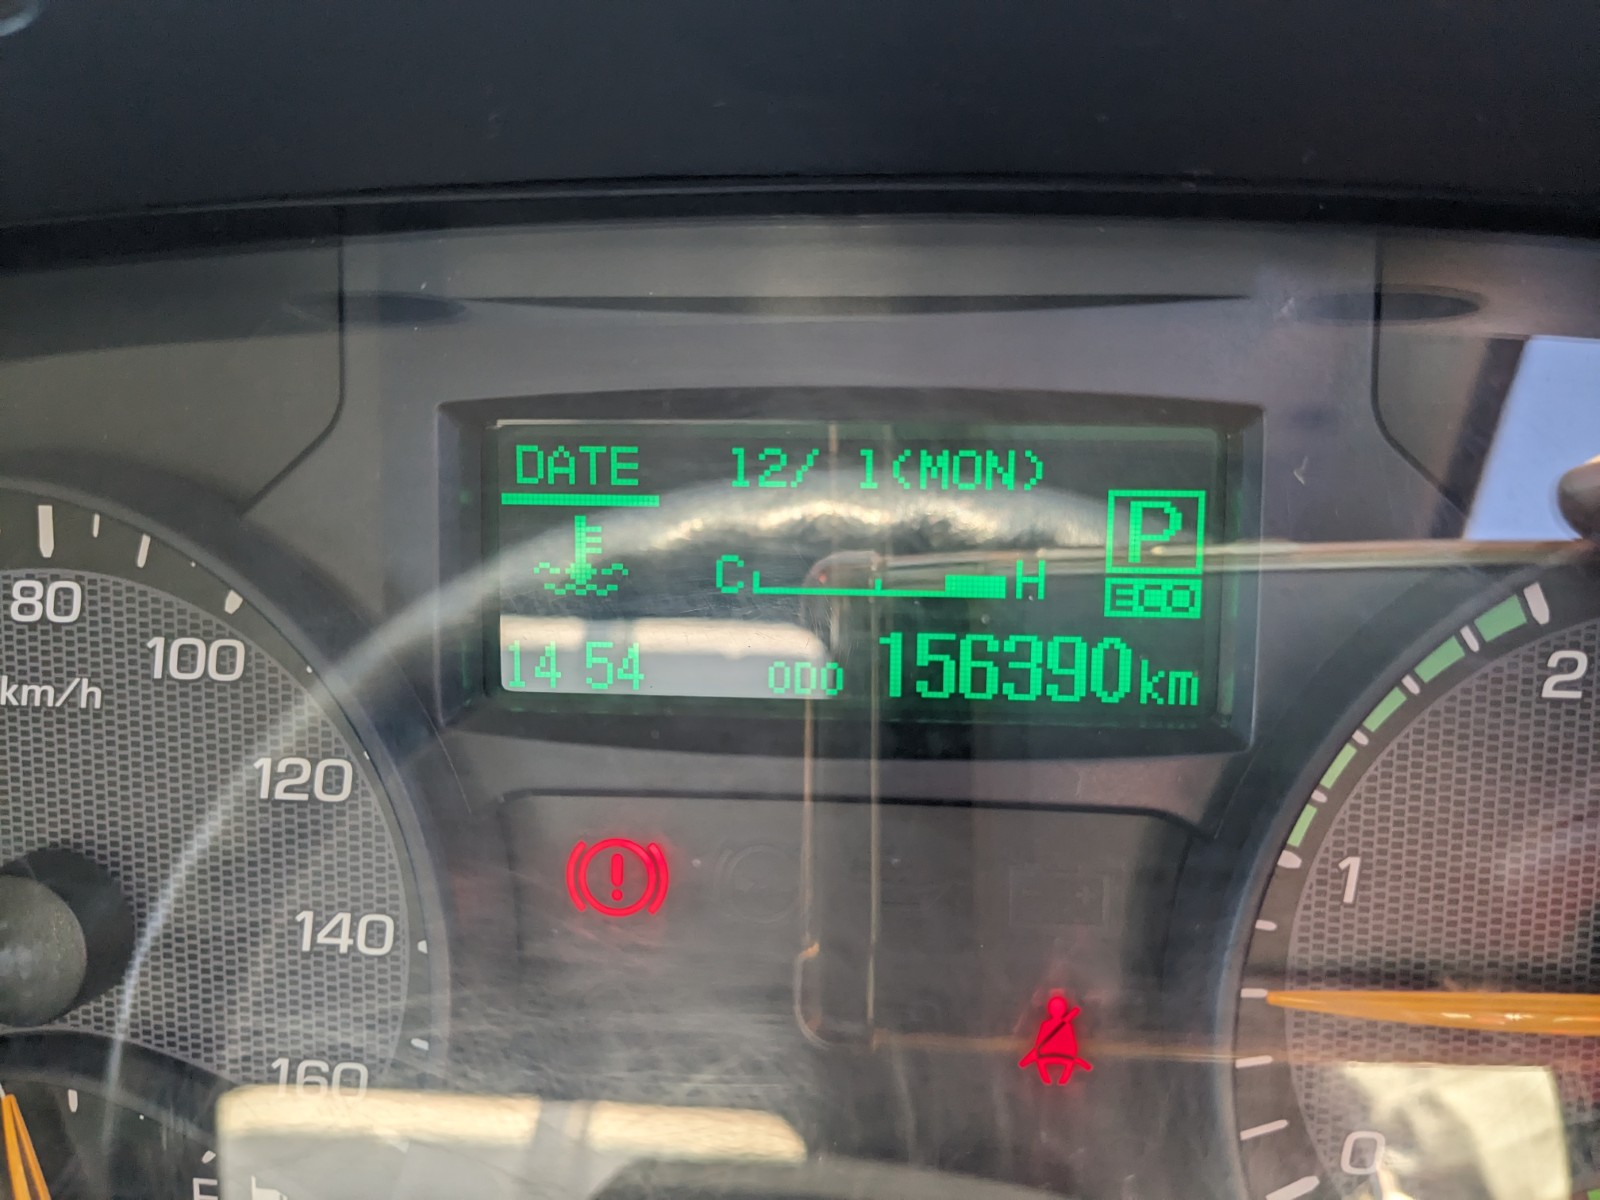 DATE 12/ 1(MON)
P
C H
ECO
14 54 ODO 156390km
80
100
km/h
120
140
160
F
2
1
0